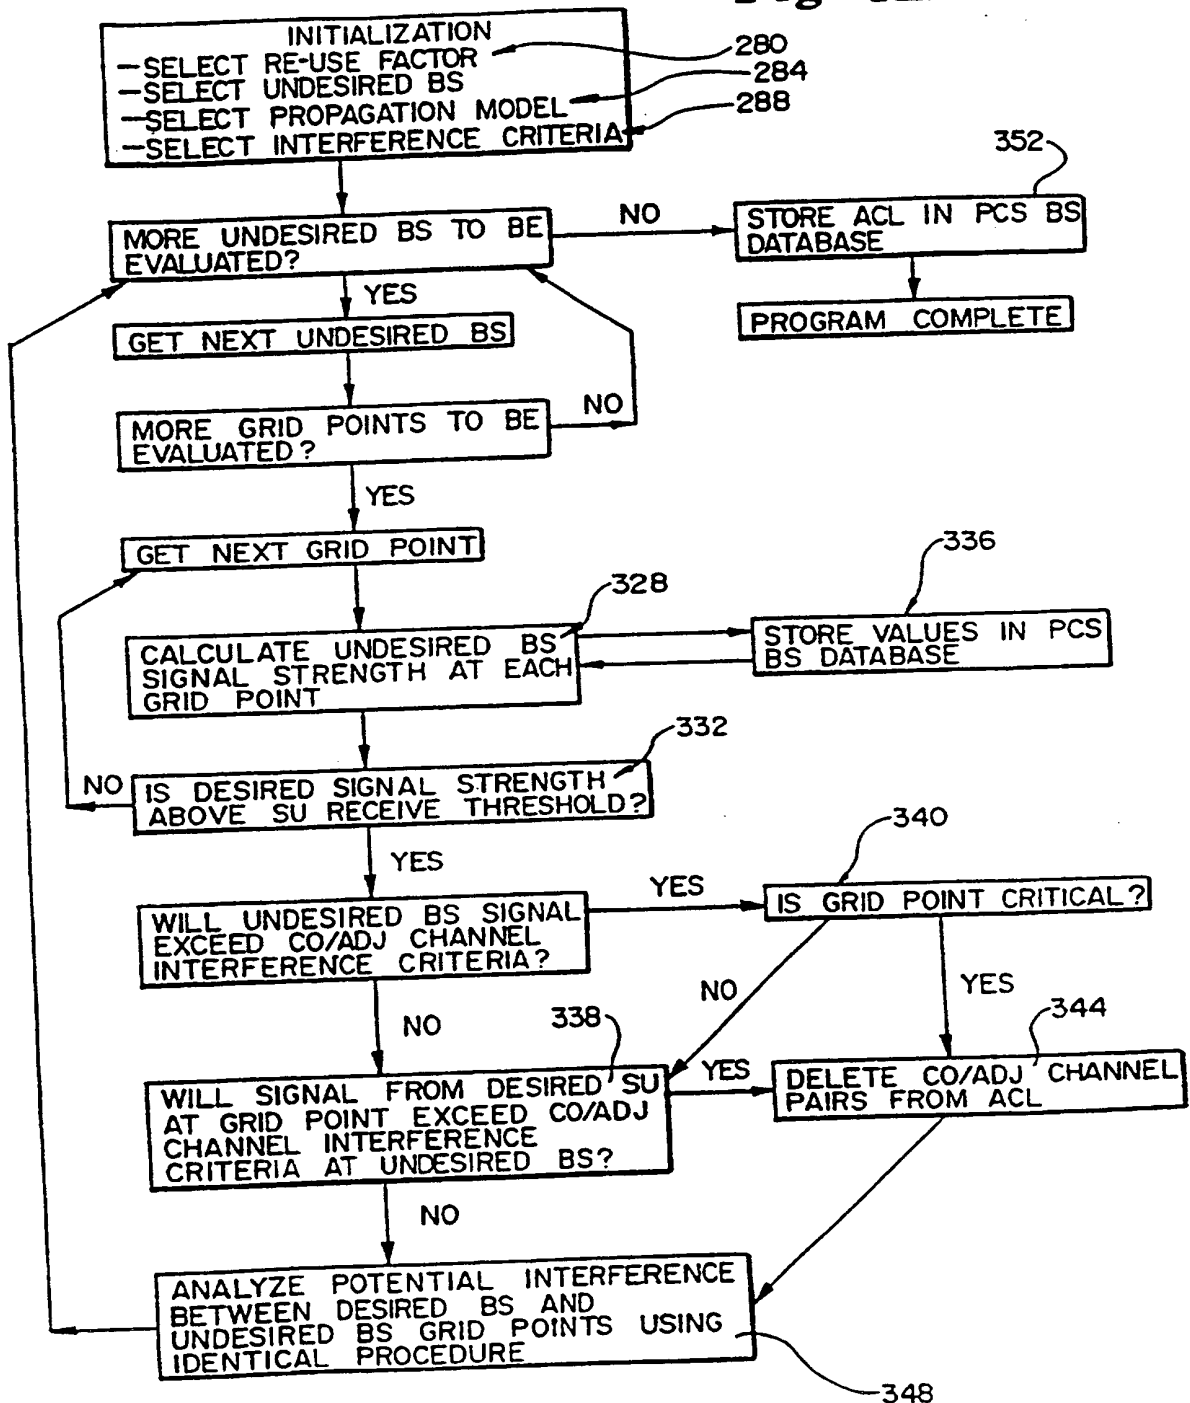 INITIALIZATION
—SELECT RE-USE FACTOR
—SELECT UNDESIRED BS
—SELECT PROPAGATION MODEL
—SELECT INTERFERENCE CRITERIA
280
284
288
352
MORE UNDESIRED BS TO BE
EVALUATED?
NO
STORE ACL IN PCS BS
DATABASE
YES
GET NEXT UNDESIRED BS
PROGRAM COMPLETE
MORE GRID POINTS TO BE
EVALUATED?
NO
YES
GET NEXT GRID POINT
336
328
CALCULATE UNDESIRED BS
SIGNAL STRENGTH AT EACH
GRID POINT
STORE VALUES IN PCS
BS DATABASE
332
NO
IS DESIRED SIGNAL STRENGTH
ABOVE SU RECEIVE THRESHOLD?
340
YES
WILL UNDESIRED BS SIGNAL
EXCEED CO/ADJ CHANNEL
INTERFERENCE CRITERIA?
YES
IS GRID POINT CRITICAL?
NO
NO
YES
338
344
WILL SIGNAL FROM DESIRED SU
AT GRID POINT EXCEED CO/ADJ
CHANNEL INTERFERENCE
CRITERIA AT UNDESIRED BS?
YES
DELETE CO/ADJ CHANNEL
PAIRS FROM ACL
NO
ANALYZE POTENTIAL INTERFERENCE
BETWEEN DESIRED BS AND
UNDESIRED BS GRID POINTS USING
IDENTICAL PROCEDURE
348